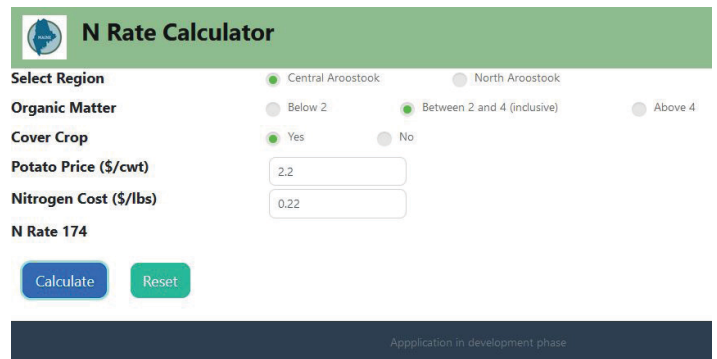 MAINE
N Rate Calculator
Select Region Central Aroostook North Aroostook
Organic Matter Below 2 Between 2 and 4 (inclusive) Above 4
Cover Crop Yes No
Potato Price ($/cwt) 2.2
Nitrogen Cost ($/lbs) 0.22
N Rate 174
Calculate Reset
Appplication in development phase